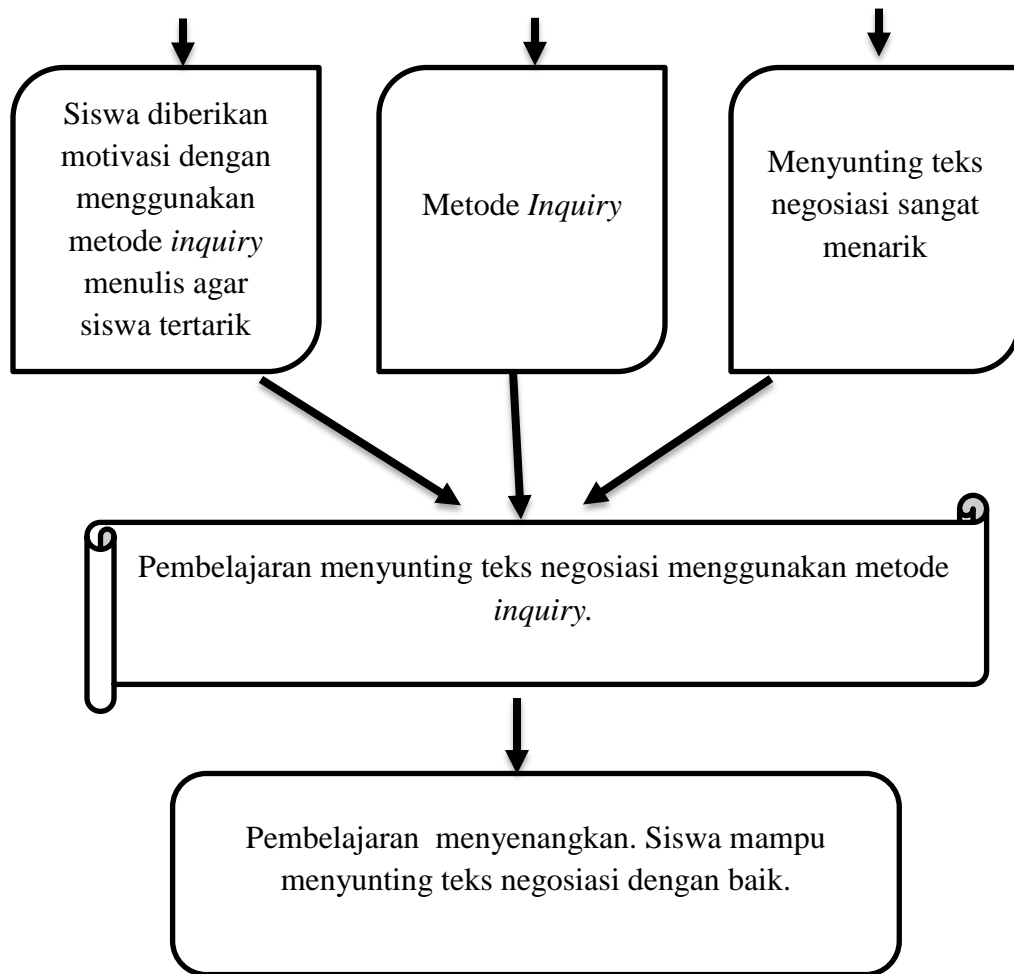 Siswa diberikan
motivasi dengan
menggunakan
metode inquiry
menulis agar
siswa tertarik
Metode Inquiry
Menyunting teks
negosiasi sangat
menarik
Pembelajaran menyunting teks negosiasi menggunakan metode
inquiry.
Pembelajaran  menyenangkan. Siswa mampu
menyunting teks negosiasi dengan baik.